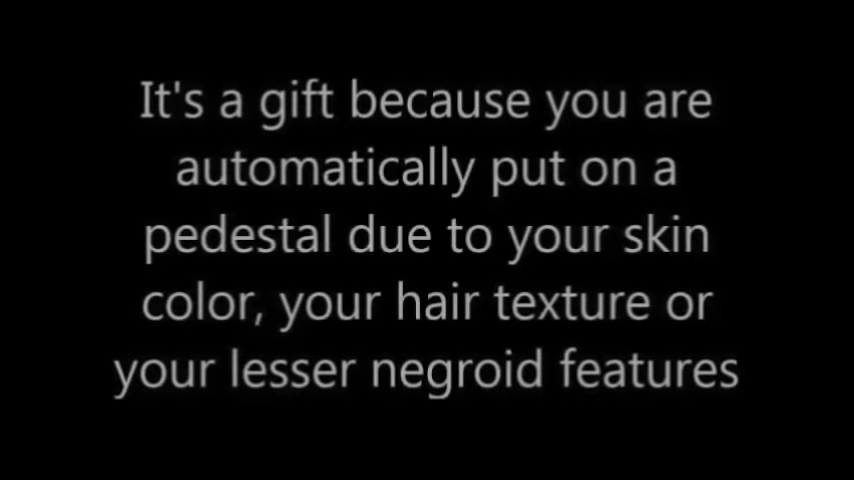 It's a gift because you are
automatically put on a
pedestal due to your skin
color, your hair texture or
your lesser negroid features